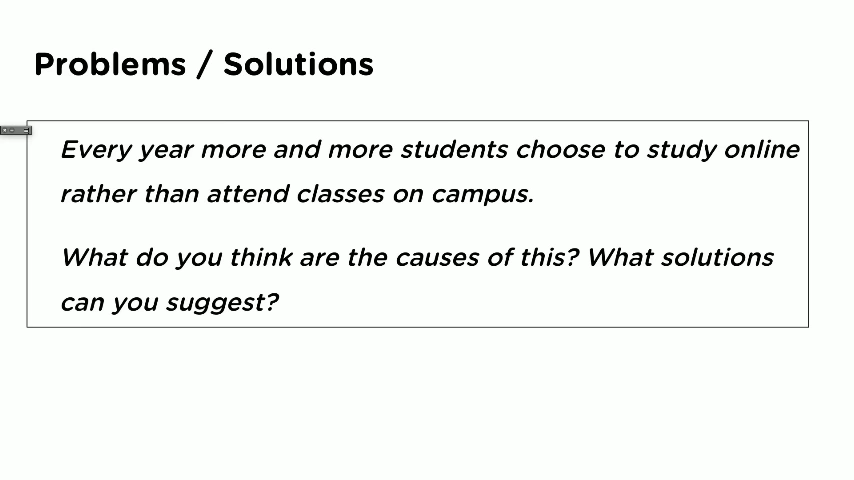 Problems / Solutions
Every year more and more students choose to study online
rather than attend classes on campus.
What do you think are the causes of this? What solutions
can you suggest?